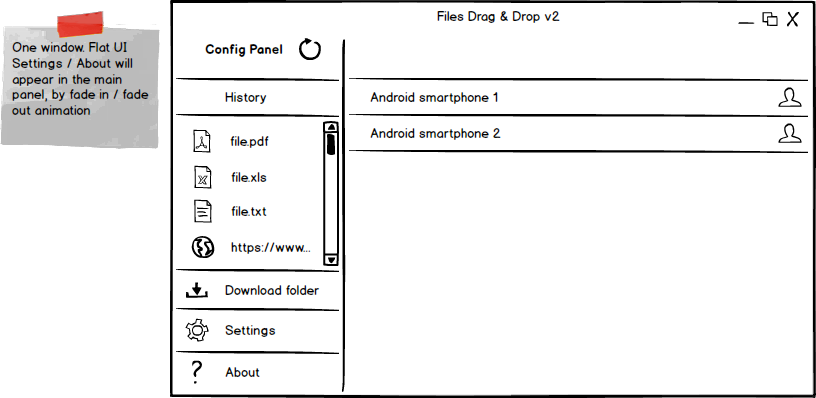 One window. Flat UI
Settings / About will
appear in the main
panel, by fade in / fade
out animation
Files Drag & Drop v2
Config Panel
History
file.pdf
file.xls
file.txt
https://www...
Download folder
Settings
? About
Android smartphone 1
Android smartphone 2